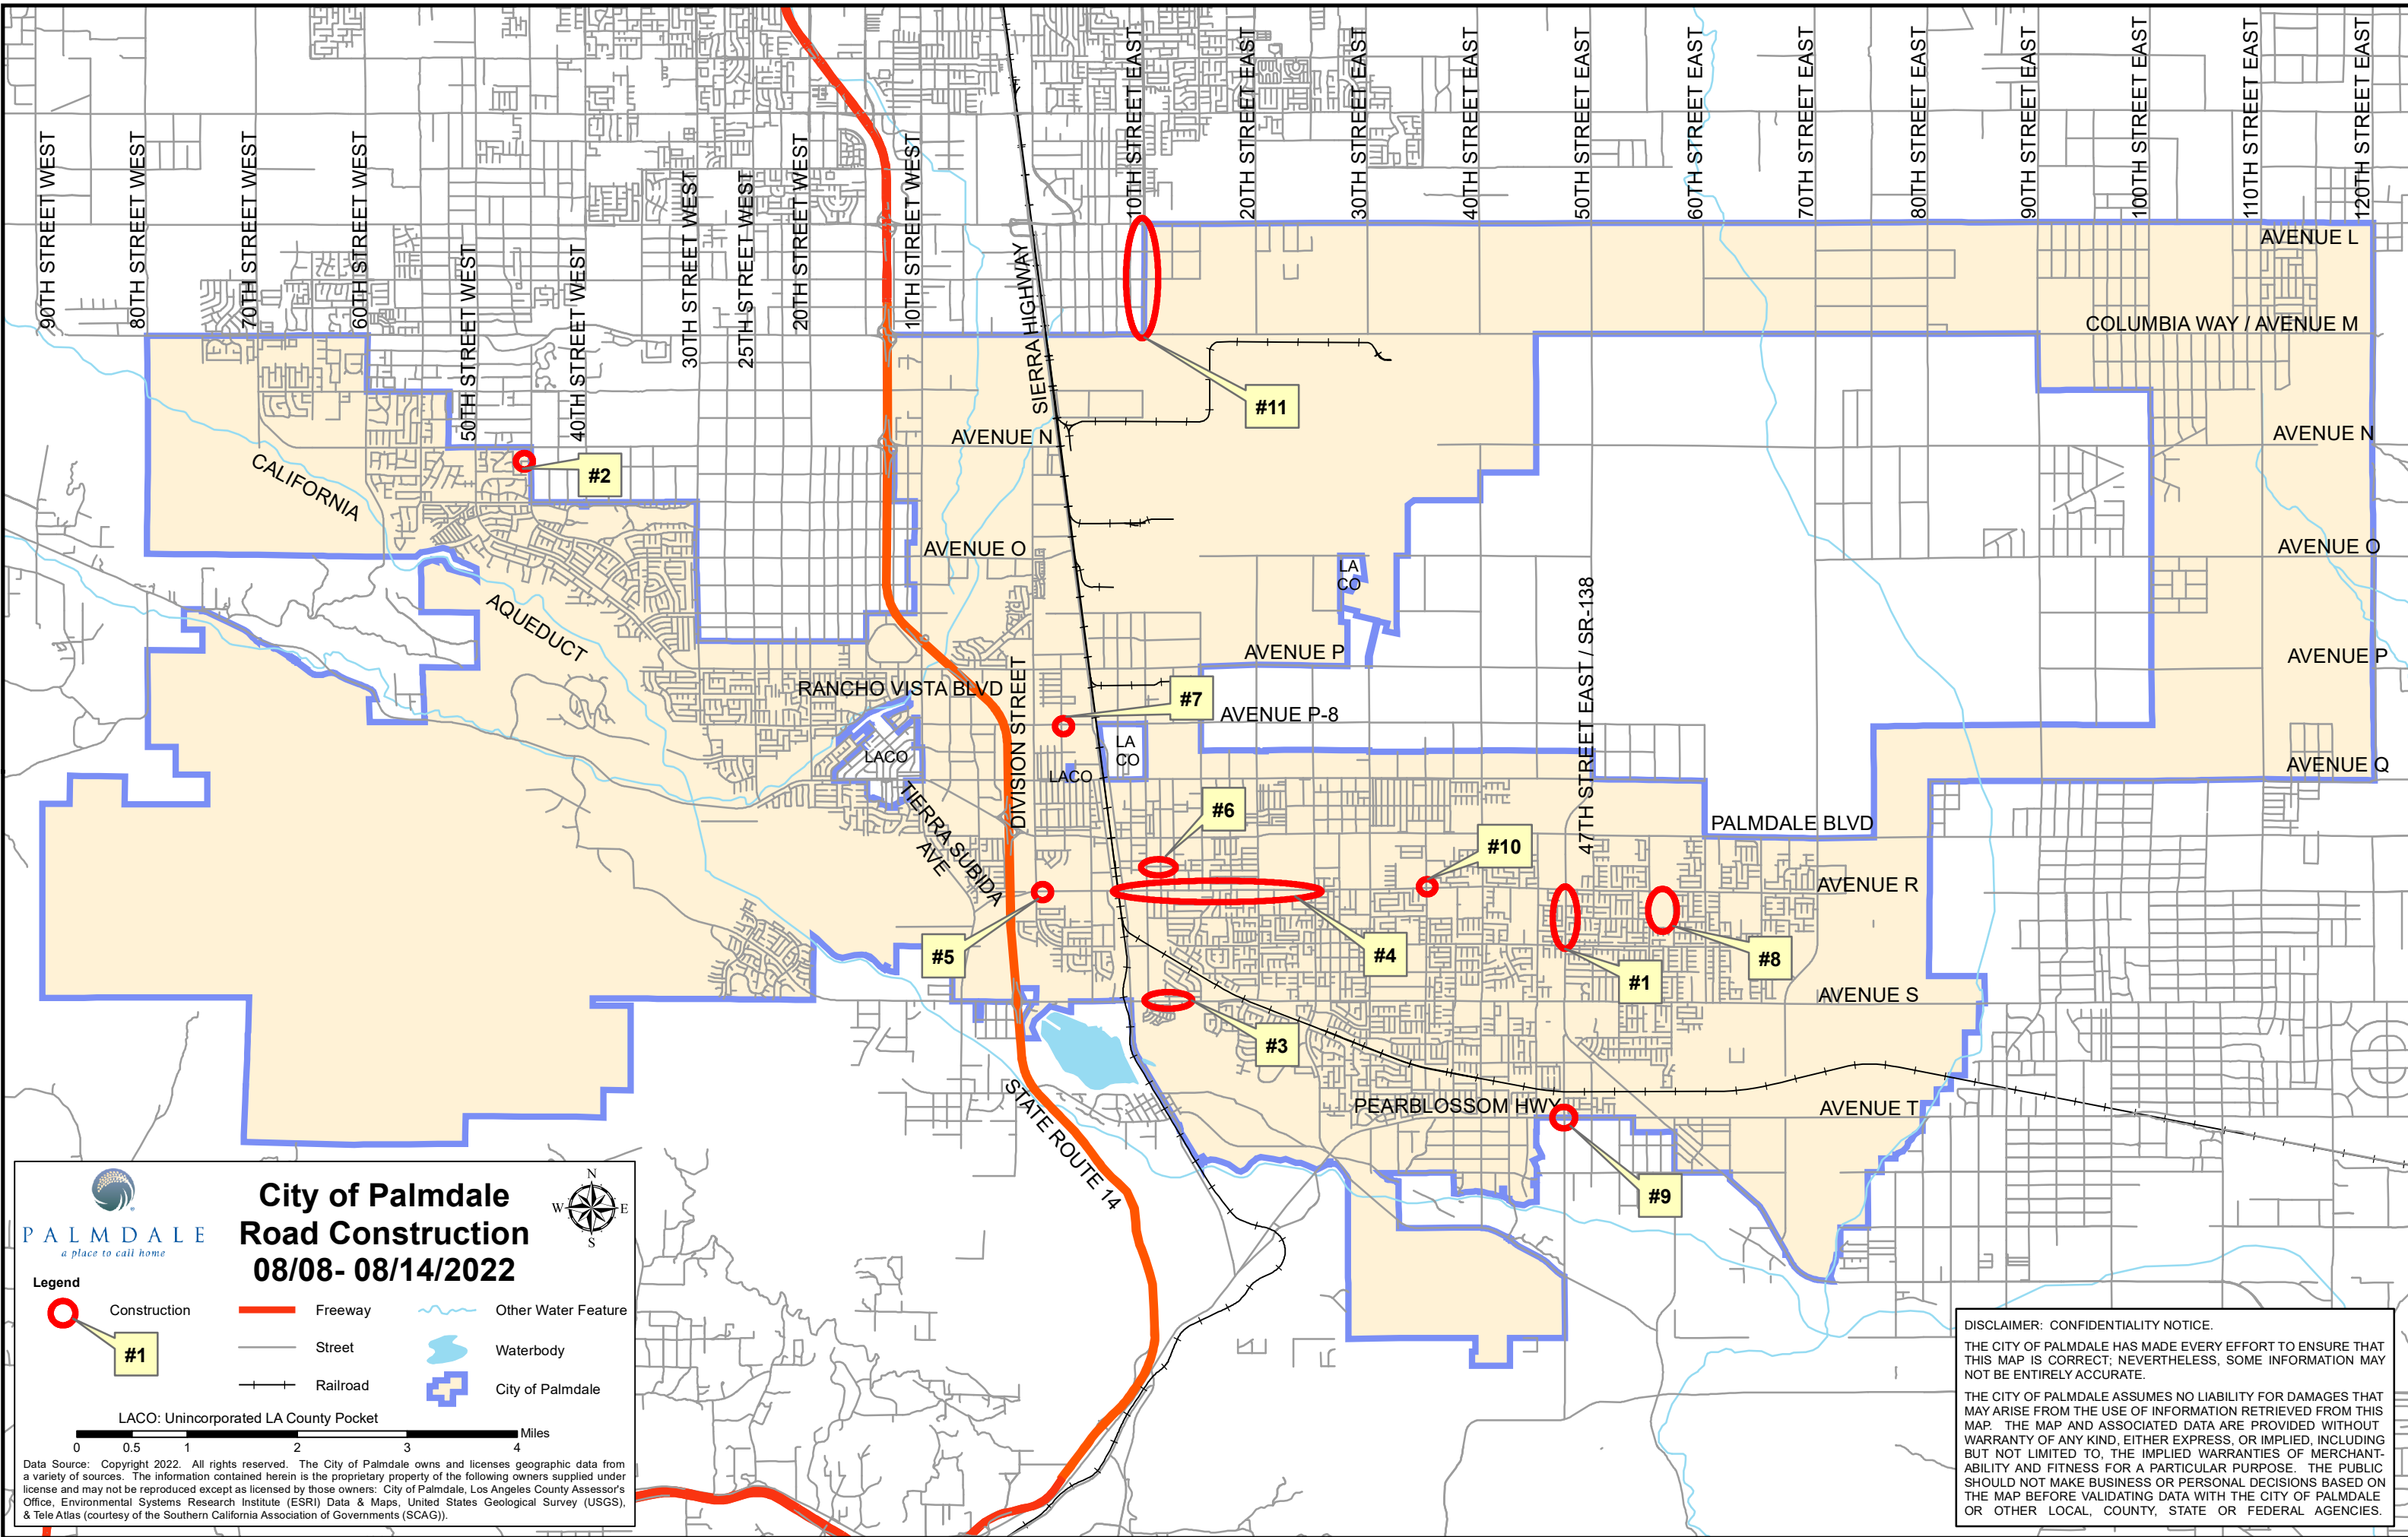 90TH STREET WEST
80TH STREET WEST
70TH STREET WEST
60TH STREET WEST
50TH STREET WEST
40TH STREET WEST
30TH STREET WEST
25TH STREET WEST
20TH STREET WEST
10TH STREET WEST
SIERRA HIGHWAY
10TH STREET EAST
20TH STREET EAST
30TH STREET EAST
40TH STREET EAST
50TH STREET EAST
60TH STREET EAST
70TH STREET EAST
80TH STREET EAST
90TH STREET EAST
100TH STREET EAST
110TH STREET EAST
120TH STREET EAST
AVENUE L
COLUMBIA WAY / AVENUE M
#11
AVENUE N
AVENUE N
#2
CALIFORNIA
AVENUE O
AVENUE O
LA
CO
AQUEDUCT
47TH STREET EAST / SR-138
AVENUE P
AVENUE P
RANCHO VISTA BLVD
DIVISION STREET
#7
AVENUE P-8
LACO
LACO
LA
CO
AVENUE Q
TIERRA SUBIDA
AVE
#6
PALMDALE BLVD
#10
AVENUE R
#5
#4
#1
#8
AVENUE S
#3
STATE ROUTE 14
PEARBLOSSOM HWY
AVENUE T
#9
PALMDALE
a place to call home
City of Palmdale
Road Construction
08/08- 08/14/2022
N
W
E
S
Legend
Construction
#1
Freeway
Street
Railroad
Other Water Feature
Waterbody
City of Palmdale
LACO: Unincorporated LA County Pocket
Miles
0 0.5 1 2 3 4
Data Source: Copyright 2022. All rights reserved. The City of Palmdale owns and licenses geographic data from
a variety of sources. The information contained herein is the proprietary property of the following owners supplied under
license and may not be reproduced except as licensed by those owners: City of Palmdale, Los Angeles County Assessor's
Office, Environmental Systems Research Institute (ESRI) Data & Maps, United States Geological Survey (USGS),
& Tele Atlas (courtesy of the Southern California Association of Governments (SCAG)).
DISCLAIMER: CONFIDENTIALITY NOTICE.
THE CITY OF PALMDALE HAS MADE EVERY EFFORT TO ENSURE THAT
THIS MAP IS CORRECT; NEVERTHELESS, SOME INFORMATION MAY
NOT BE ENTIRELY ACCURATE.
THE CITY OF PALMDALE ASSUMES NO LIABILITY FOR DAMAGES THAT
MAY ARISE FROM THE USE OF INFORMATION RETRIEVED FROM THIS
MAP. THE MAP AND ASSOCIATED DATA ARE PROVIDED WITHOUT
WARRANTY OF ANY KIND, EITHER EXPRESS, OR IMPLIED, INCLUDING
BUT NOT LIMITED TO, THE IMPLIED WARRANTIES OF MERCHANT-
ABILITY AND FITNESS FOR A PARTICULAR PURPOSE. THE PUBLIC
SHOULD NOT MAKE BUSINESS OR PERSONAL DECISIONS BASED ON
THE MAP BEFORE VALIDATING DATA WITH THE CITY OF PALMDALE
OR OTHER LOCAL, COUNTY, STATE OR FEDERAL AGENCIES.